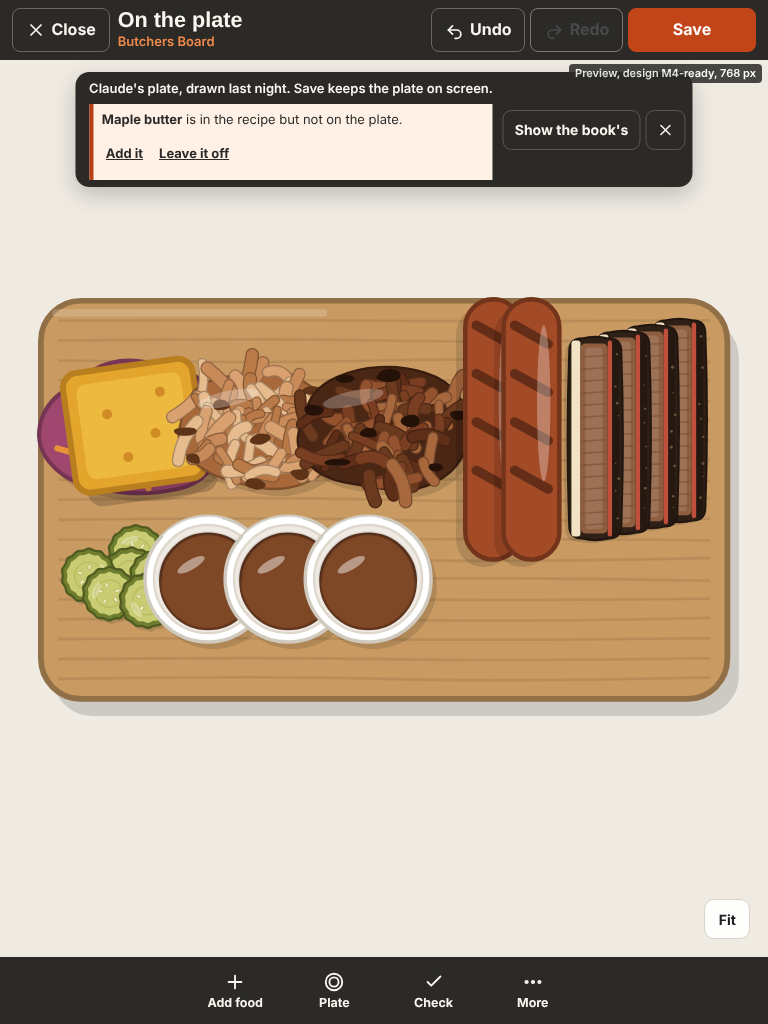 Close
On the plate
Butchers Board
Undo
Redo
Save
Preview, design M4-ready, 768 px
Claude's plate, drawn last night. Save keeps the plate on screen.
Maple butter is in the recipe but not on the plate.
Add it Leave it off
Show the book's
Fit
Add food
Plate
Check
More